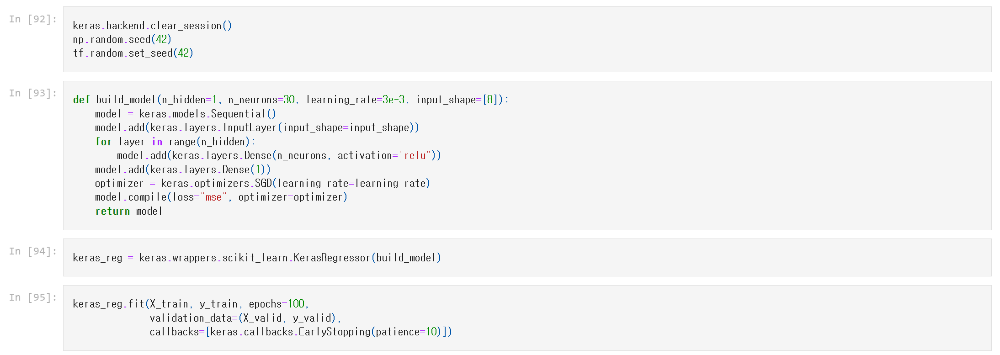 In [92]:
keras.backend.clear_session()
np.random.seed(42)
tf.random.set_seed(42)
In [93]:
def build_model(n_hidden=1, n_neurons=30, learning_rate=3e-3, input_shape=[8]):
    model = keras.models.Sequential()
    model.add(keras.layers.InputLayer(input_shape=input_shape))
    for layer in range(n_hidden):
        model.add(keras.layers.Dense(n_neurons, activation="relu"))
    model.add(keras.layers.Dense(1))
    optimizer = keras.optimizers.SGD(learning_rate=learning_rate)
    model.compile(loss="mse", optimizer=optimizer)
    return model
In [94]:
keras_reg = keras.wrappers.scikit_learn.KerasRegressor(build_model)
In [95]:
keras_reg.fit(X_train, y_train, epochs=100,
              validation_data=(X_valid, y_valid),
              callbacks=[keras.callbacks.EarlyStopping(patience=10)])